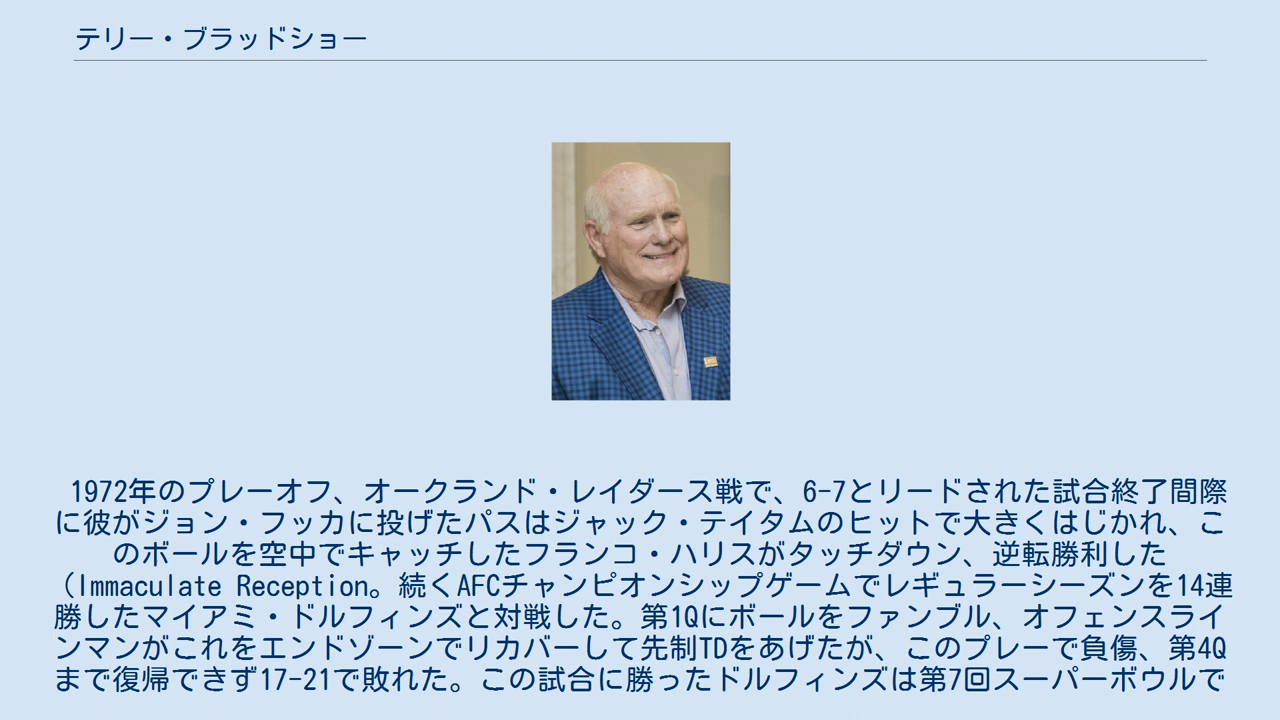 テリー・ブラッドショー
1972年のプレーオフ、オークランド・レイダース戦で、6-7とリードされた試合終了間際
に彼がジョン・フッカに投げたパスはジャック・テイタムのヒットで大きくはじかれ、こ
のボールを空中でキャッチしたフランコ・ハリスがタッチダウン、逆転勝利した
（Immaculate Reception。続くAFCチャンピオンシップゲームでレギュラーシーズンを14連
勝したマイアミ・ドルフィンズと対戦した。第1Qにボールをファンブル、オフェンスライ
ンマンがこれをエンドゾーンでリカバーして先制TDをあげたが、このプレーで負傷、第4Q
まで復帰できず17-21で敗れた。この試合に勝ったドルフィンズは第7回スーパーボウルで